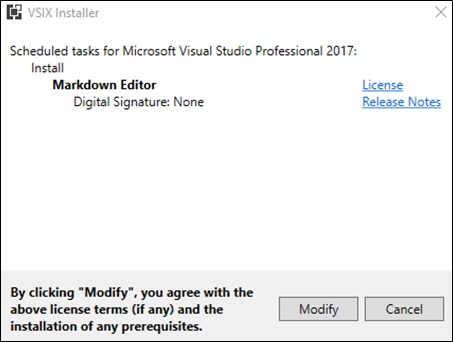 VSIX Installer
Scheduled tasks for Microsoft Visual Studio Professional 2017:
Install
Markdown Editor License
Digital Signature: None Release Notes
By clicking "Modify", you agree with the
above license terms (if any) and the
installation of any prerequisites.
Modify Cancel